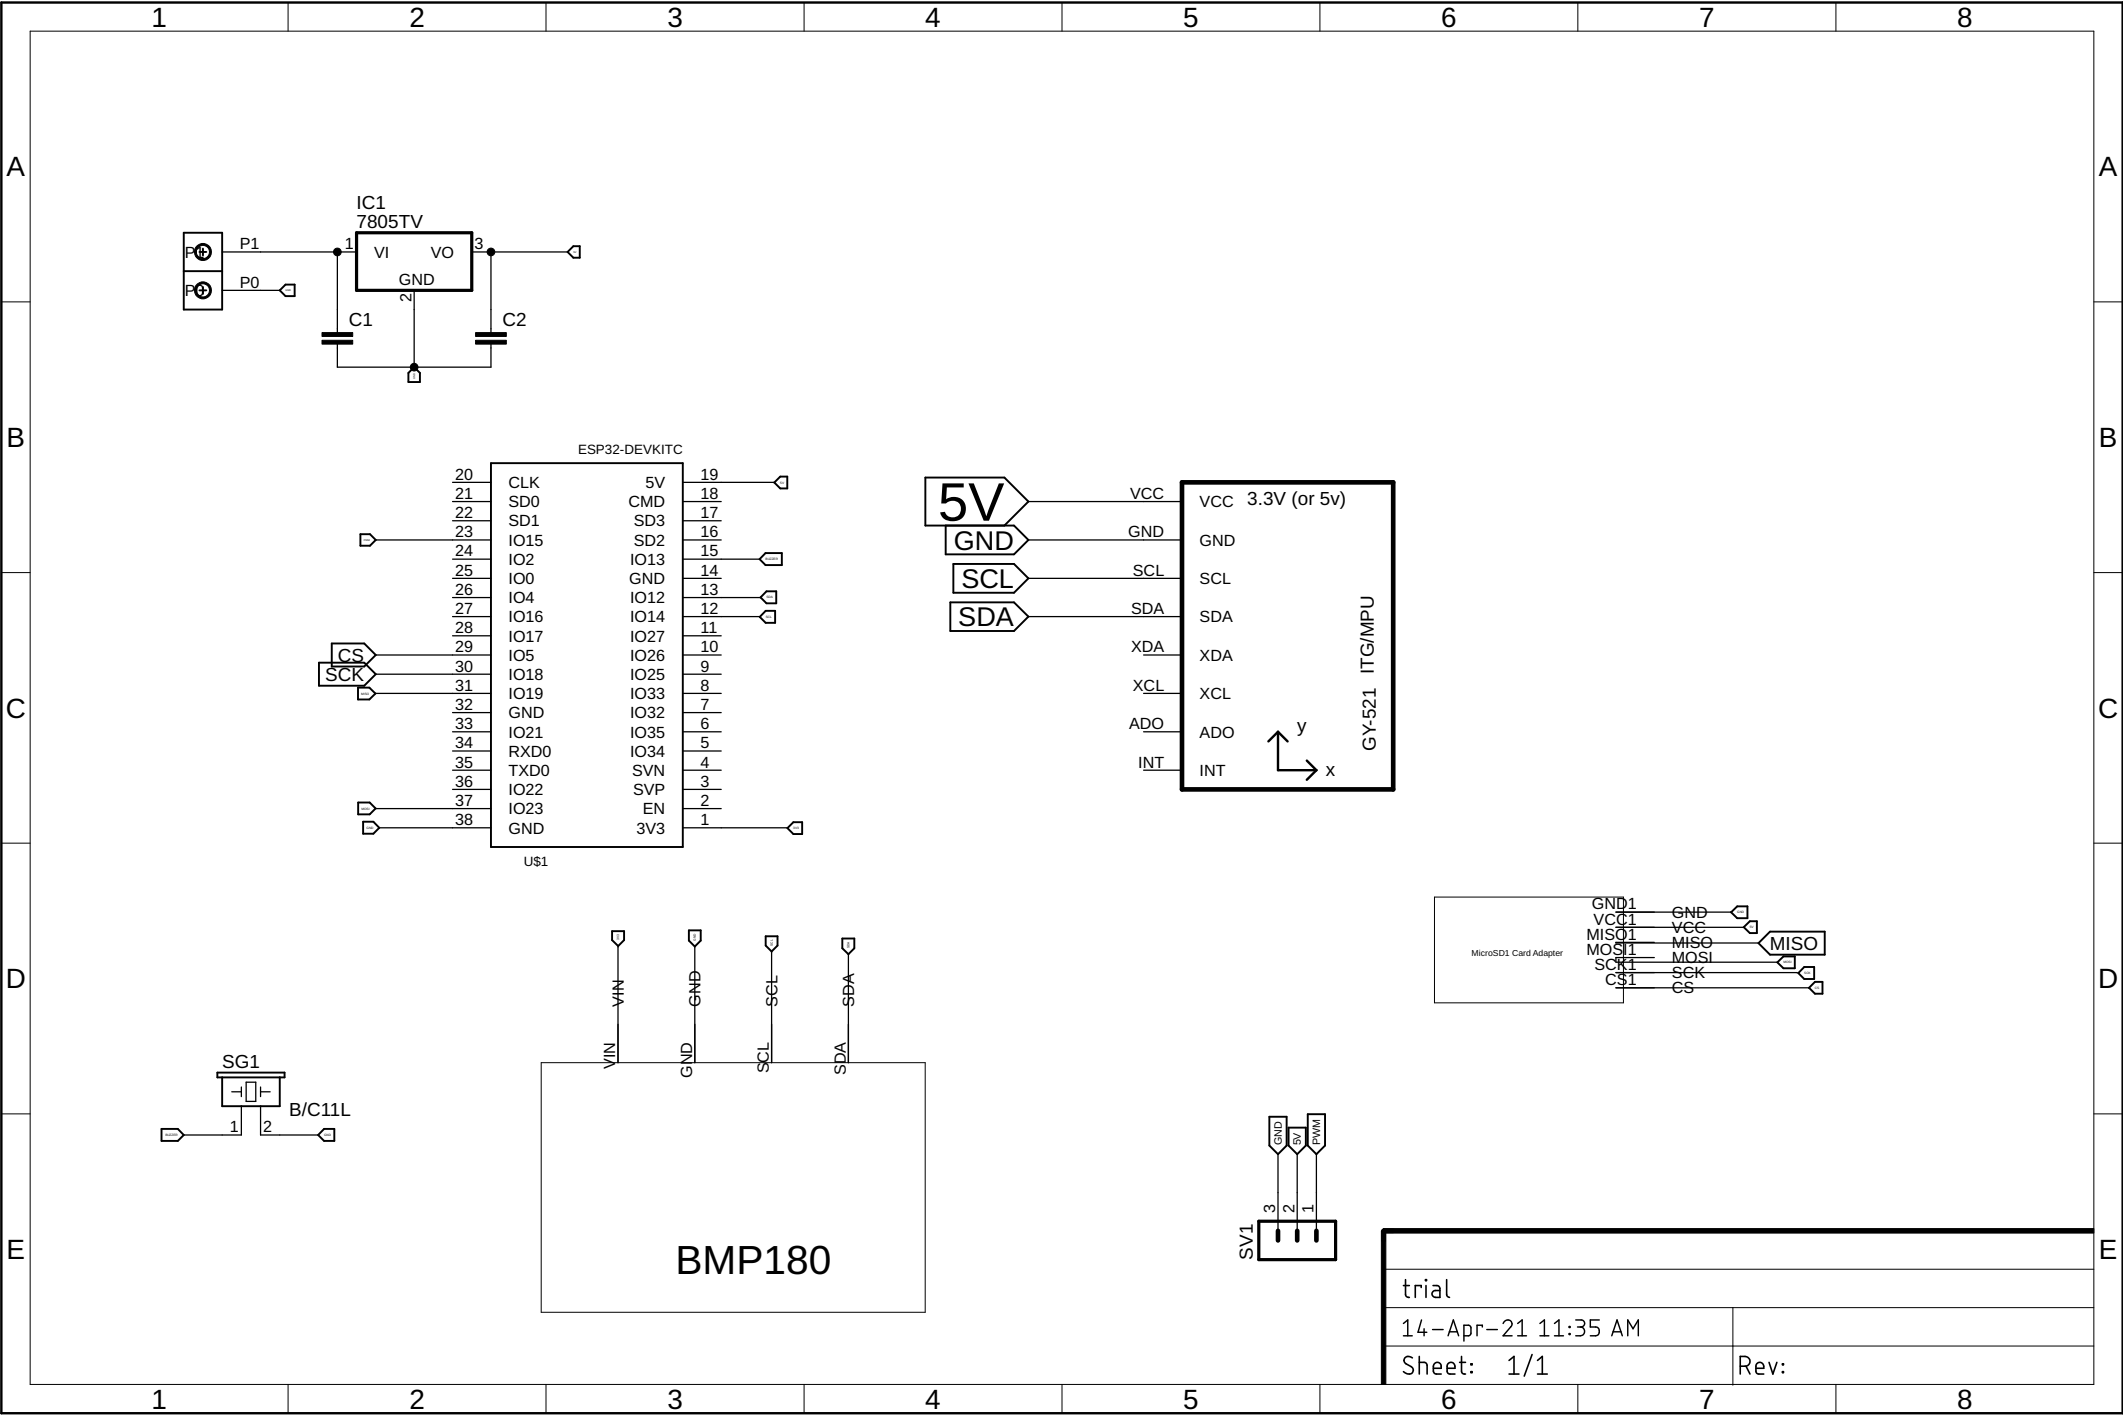 1 2 3 4 5 6 7 8
A A
IC1
7805TV
P1
1 VI VO 3
P0
GND
2
C1 C2
B B
ESP32-DEVKITC
20 CLK 5V 19
21 SD0 CMD 18
22 SD1 SD3 17
23 IO15 SD2 16
24 IO2 IO13 15
25 IO0 GND 14
26 IO4 IO12 13
27 IO16 IO14 12
28 IO17 IO27 11
CS 29 IO5 IO26 10
SCK 30 IO18 IO25 9
31 IO19 IO33 8
32 GND IO32 7
33 IO21 IO35 6
34 RXD0 IO34 5
35 TXD0 SVN 4
36 IO22 SVP 3
37 IO23 EN 2
38 GND 3V3 1
U$1
5V VCC VCC 3.3V (or 5v)
GND GND GND
SCL SCL SCL
SDA SDA SDA
XDA XDA
XCL XCL
ADO ADO
INT INT
y
x
GY-521 ITG/MPU
C C
GND1 GND
VCC1 VCC
MISO1 MISO MISO
MOSI1 MOSI
SCK1 SCK
CS1 CS
MicroSD1 Card Adapter
D D
VIN GND SCL SDA
VIN GND SCL SDA
BMP180
SG1
B/C11L
1 2
GND 5V PWM
3 2 1
SV1
E E
trial
14-Apr-21 11:35 AM
Sheet: 1/1 Rev:
1 2 3 4 5 6 7 8